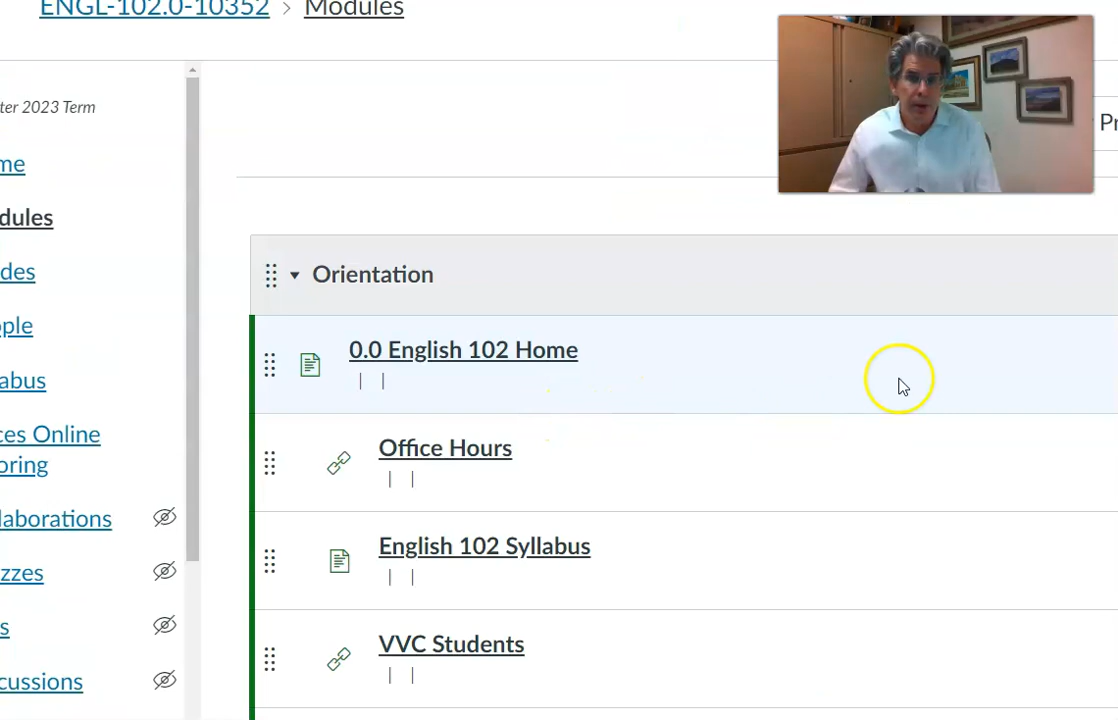 ENGL-102.0-10352 > Modules
ter 2023 Term
me
dules
des
ople
abus
ces Online
oring
laborations
zzes
s
cussions
Pr
Orientation
0.0 English 102 Home
| |
Office Hours
| |
English 102 Syllabus
| |
VVC Students
| |